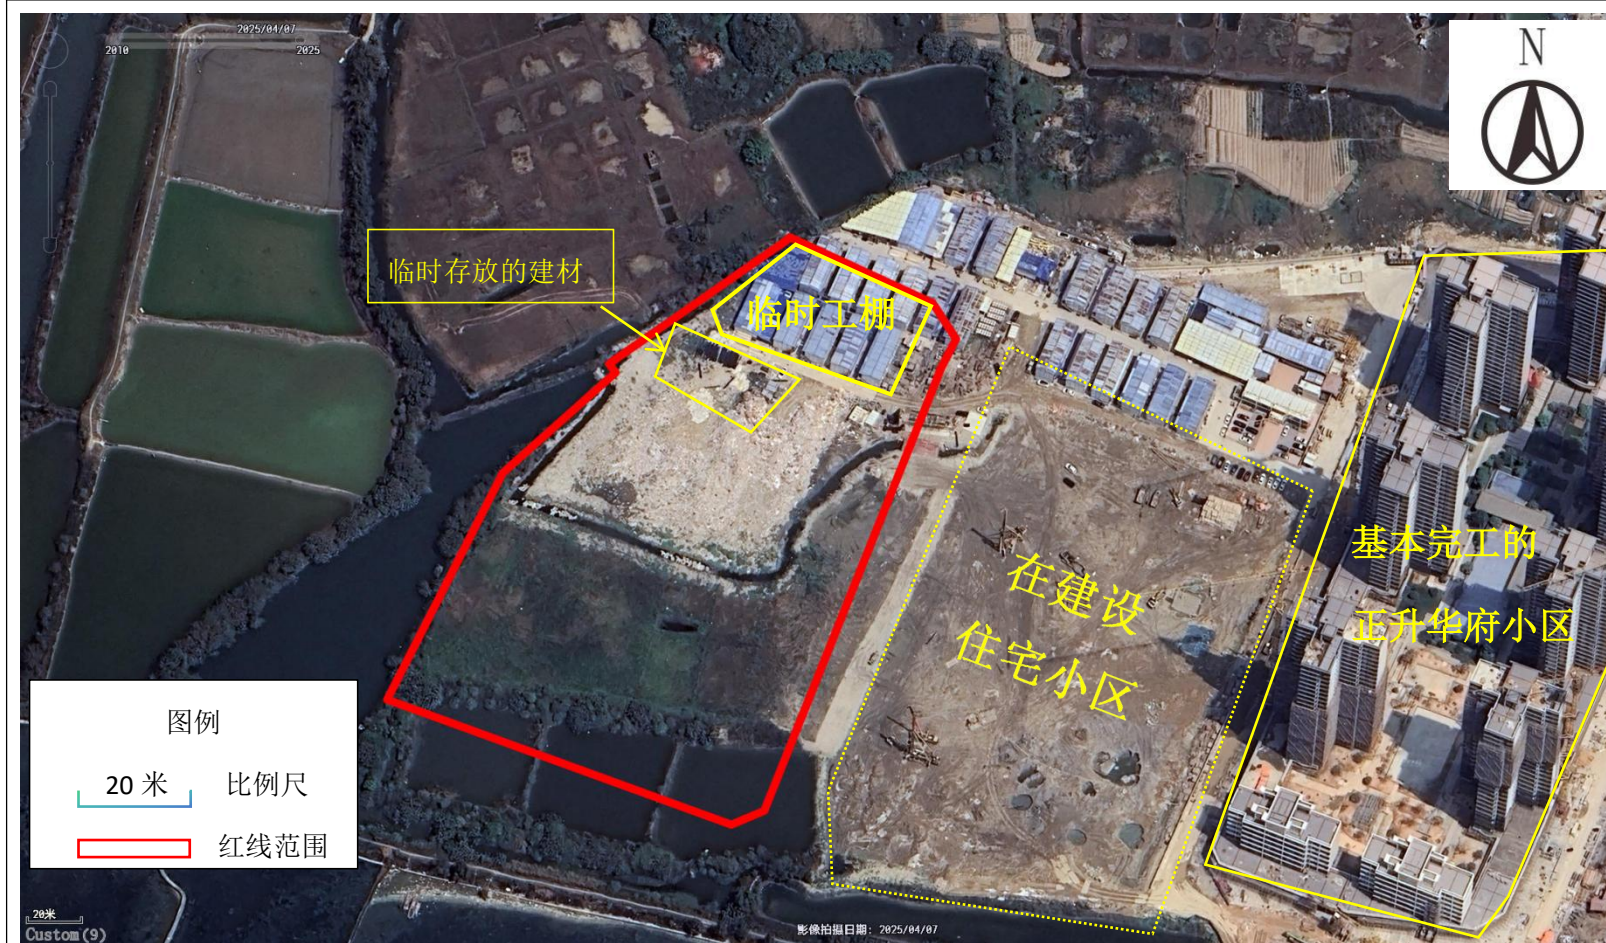 2025/04/07
2010
2025
N
临时存放的建材
临时工棚
基本完工的
正升华府小区
在建设
住宅小区
图例
20 米
比例尺
红线范围
20米
Custom(9)
影像拍摄日期: 2025/04/07